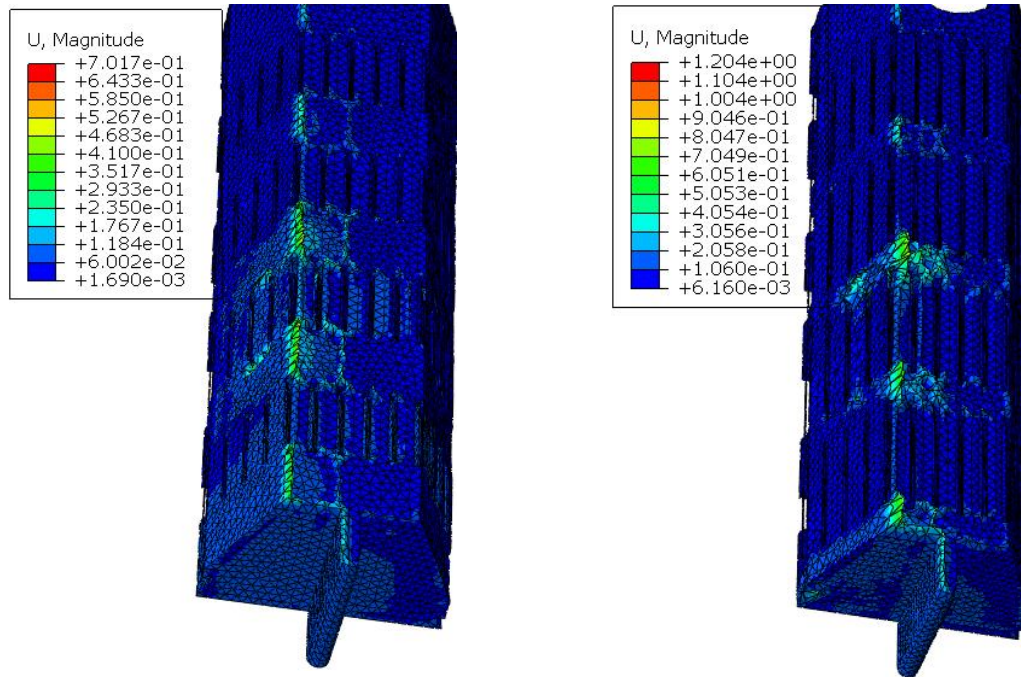 U, Magnitude
+7.017e-01
+6.433e-01
+5.850e-01
+5.267e-01
+4.683e-01
+4.100e-01
+3.517e-01
+2.933e-01
+2.350e-01
+1.767e-01
+1.184e-01
+6.002e-02
+1.690e-03
U, Magnitude
+1.204e+00
+1.104e+00
+1.004e+00
+9.046e-01
+8.047e-01
+7.049e-01
+6.051e-01
+5.053e-01
+4.054e-01
+3.056e-01
+2.058e-01
+1.060e-01
+6.160e-03